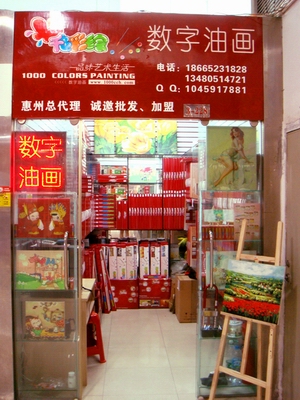 千色彩绘
数字油画
品味艺术生活
1000 COLORS PAINTING
电话：18665231828
13480514721
Q Q：1045917881
惠州总代理 诚邀批发、加盟
数字
油画